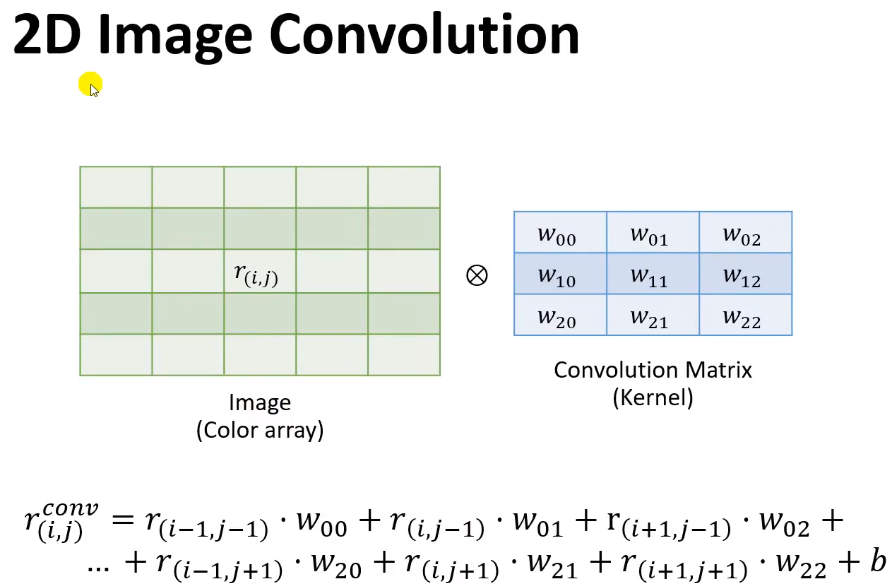 2D Image Convolution
r(i,j)
⊗
w00 w01 w02
w10 w11 w12
w20 w21 w22
Image
(Color array)
Convolution Matrix
(Kernel)
r(i,j)^conv = r(i−1,j−1) · w00 + r(i,j−1) · w01 + r(i+1,j−1) · w02 +
... + r(i−1,j+1) · w20 + r(i,j+1) · w21 + r(i+1,j+1) · w22 + b